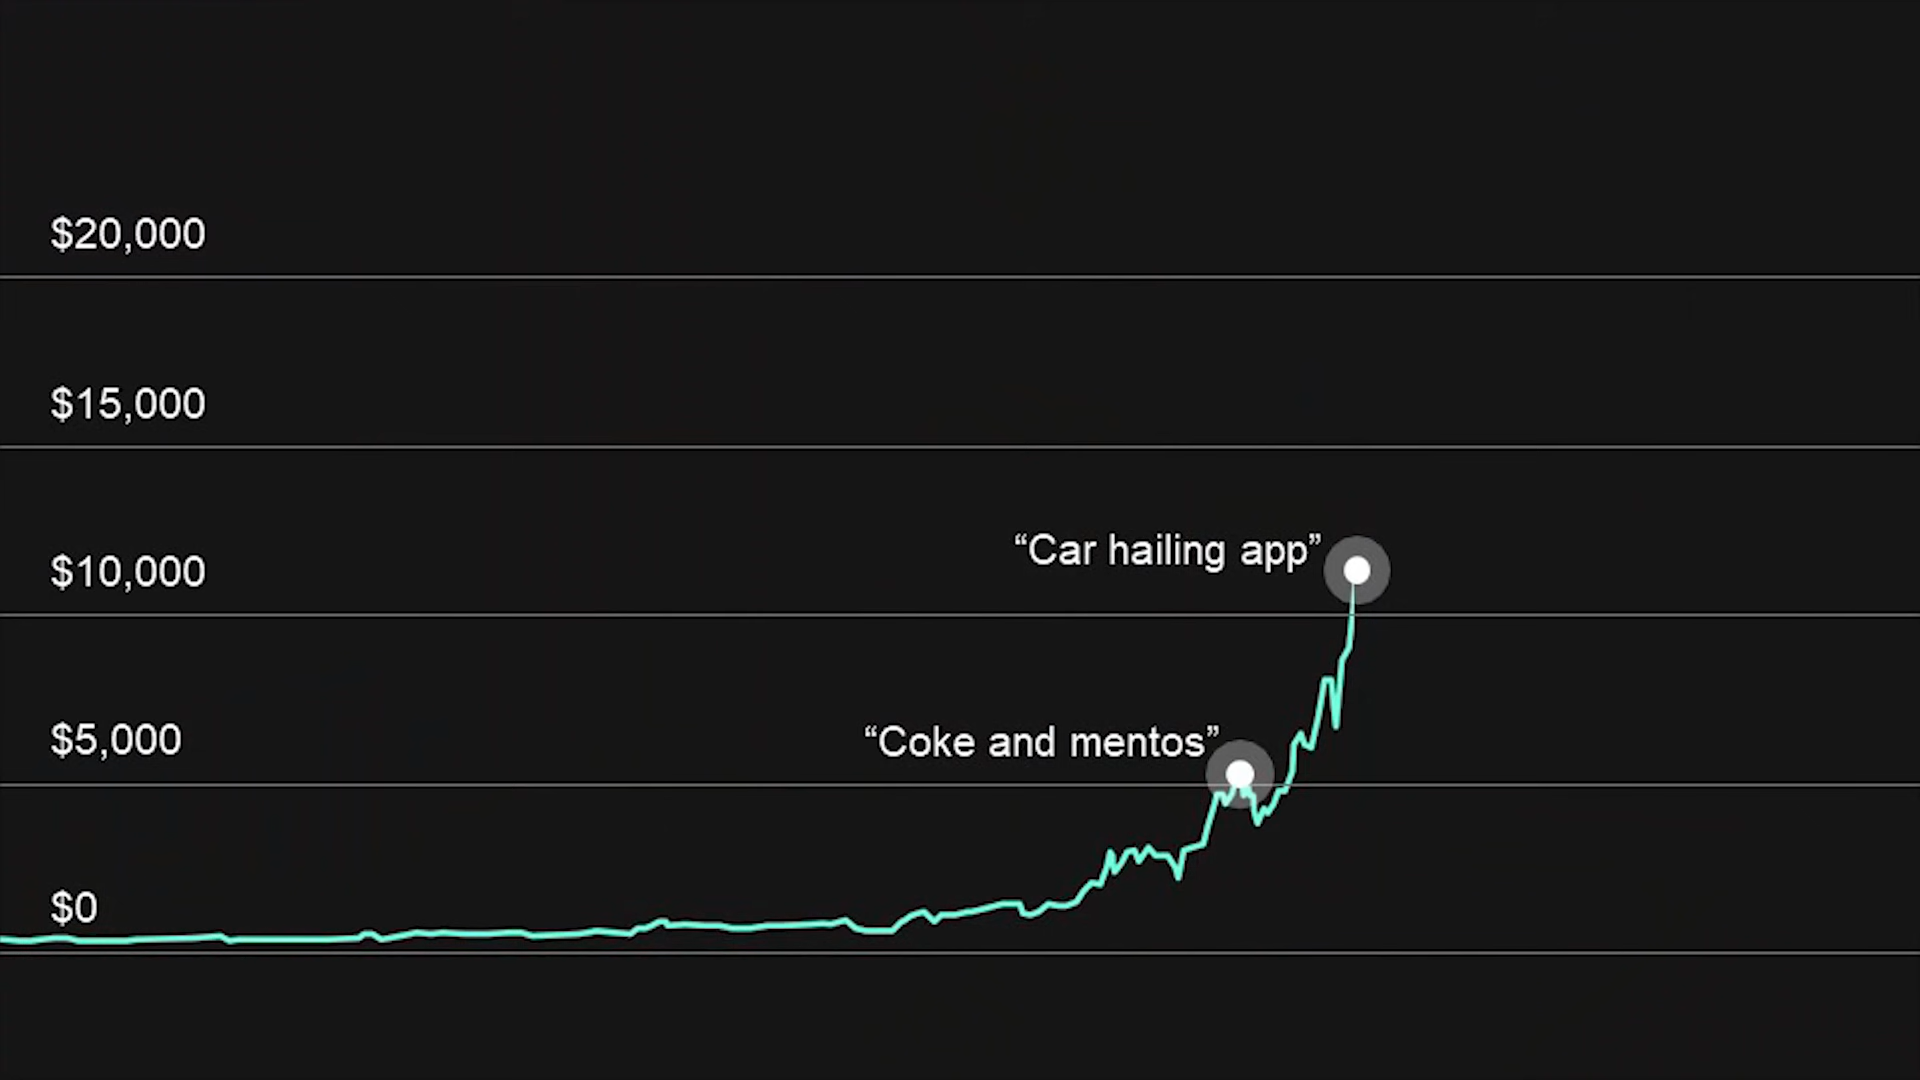 $20,000
$15,000
$10,000
“Car hailing app”
$5,000
“Coke and mentos”
$0